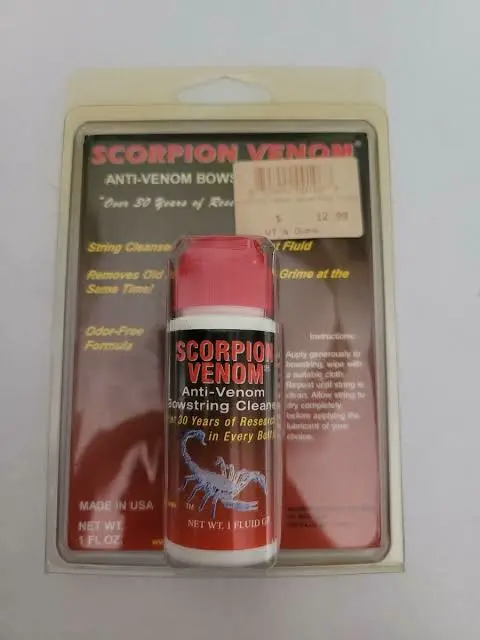 SCORPION VENOM®
ANTI-VENOM BOWS
"Over 30 Years of Rese
$ 12.99
String Cleanse
t Fluid
Removes Old
Grime at the
Same Time!
Odor-Free
Formula
Instructions:
Apply generously to
bowstring, wipe with
a suitable cloth.
Repeat until string is
clean. Allow string to
dry completely
before applying the
lubricant of your
choice.
SCORPION
VENOM®
Anti-Venom
Bowstring Cleane
30 Years of Research
in Every Bott
TM
NET WT. 1 FLUID
MADE IN USA
NET WT.
1 FL OZ.